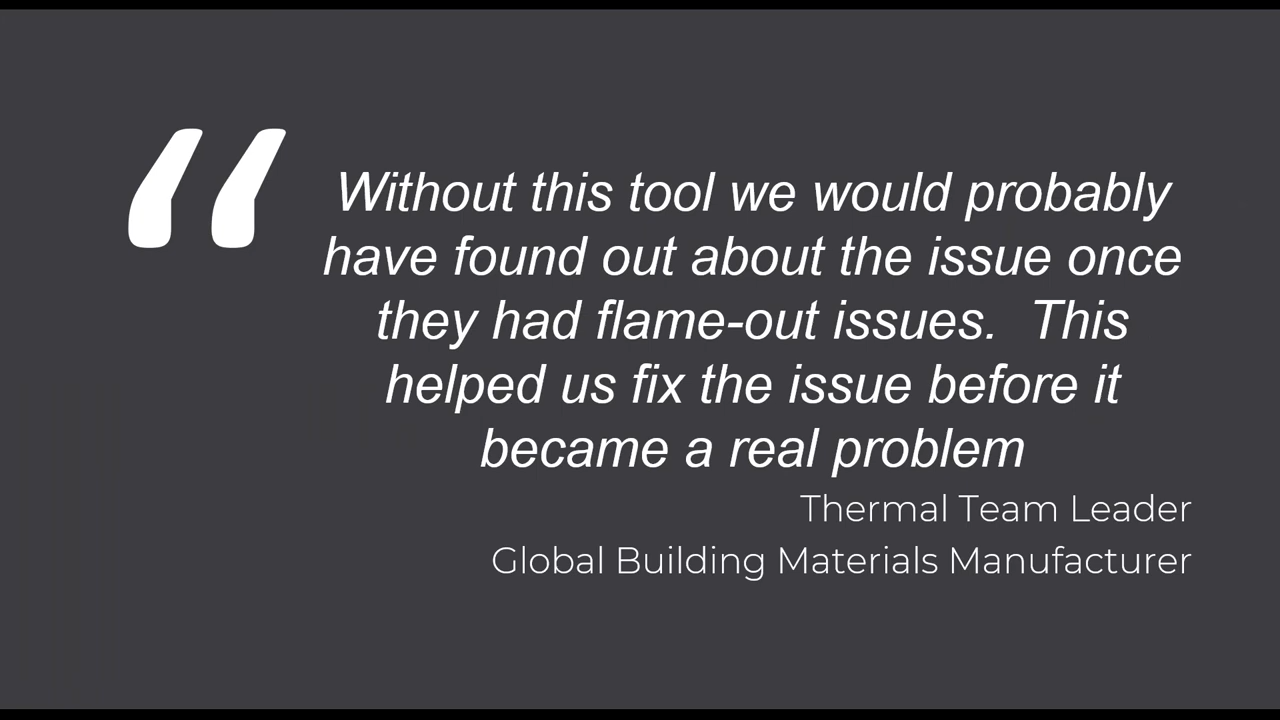 “
Without this tool we would probably
have found out about the issue once
they had flame-out issues.  This
helped us fix the issue before it
became a real problem
Thermal Team Leader
Global Building Materials Manufacturer